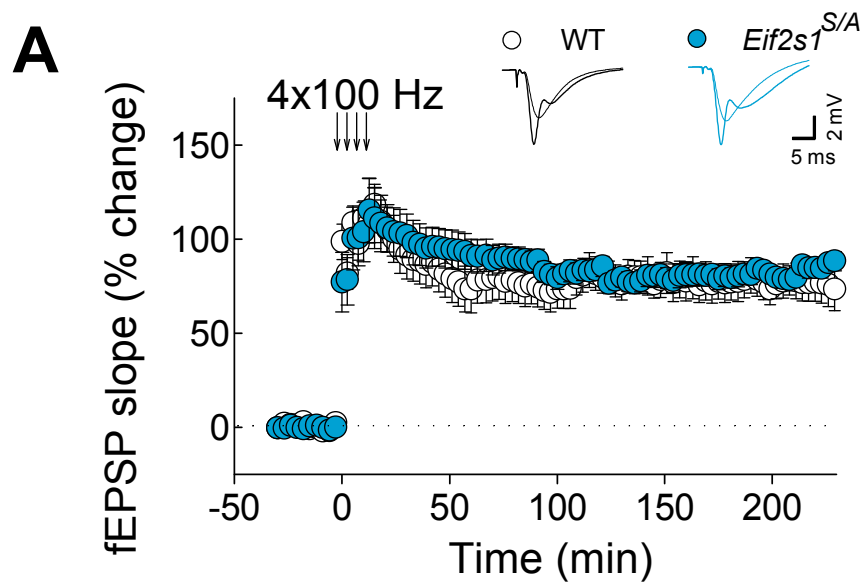 A
WT
Eif2s1 S/A
4x100 Hz
2 mV
5 ms
fEPSP slope (% change)
150
100
50
0
-50
0
50
100
150
200
Time (min)